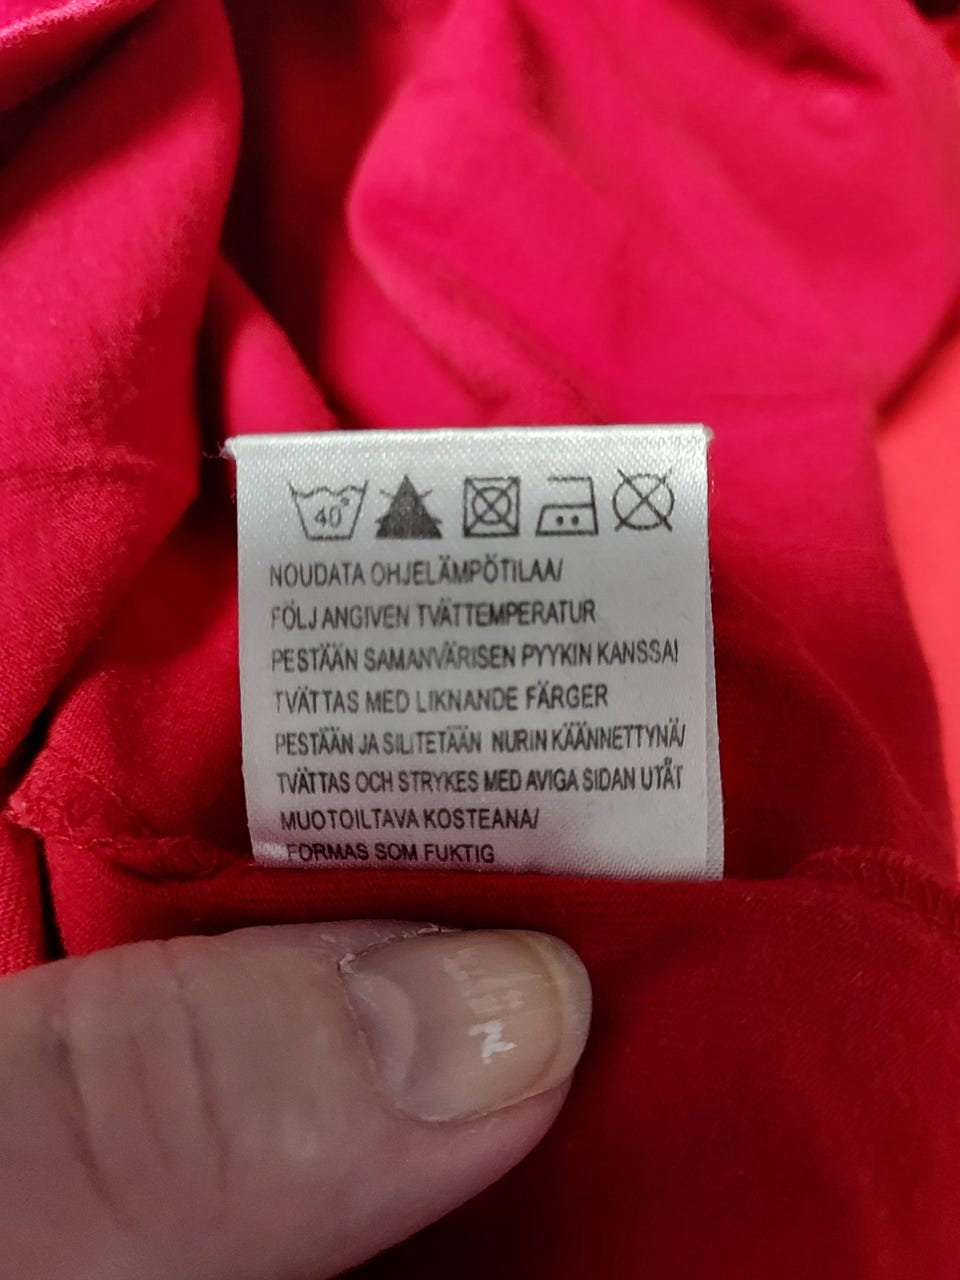 40°
NOUDATA OHJELÄMPÖTILAA/
FÖLJ ANGIVEN TVÄTTEMPERATUR
PESTÄÄN SAMANVÄRISEN PYYKIN KANSSA/
TVÄTTAS MED LIKNANDE FÄRGER
PESTÄÄN JA SILITETÄÄN NURIN KÄÄNNETTYNÄ/
TVÄTTAS OCH STRYKES MED AVIGA SIDAN UTÅT
MUOTOILTAVA KOSTEANA/
FORMAS SOM FUKTIG